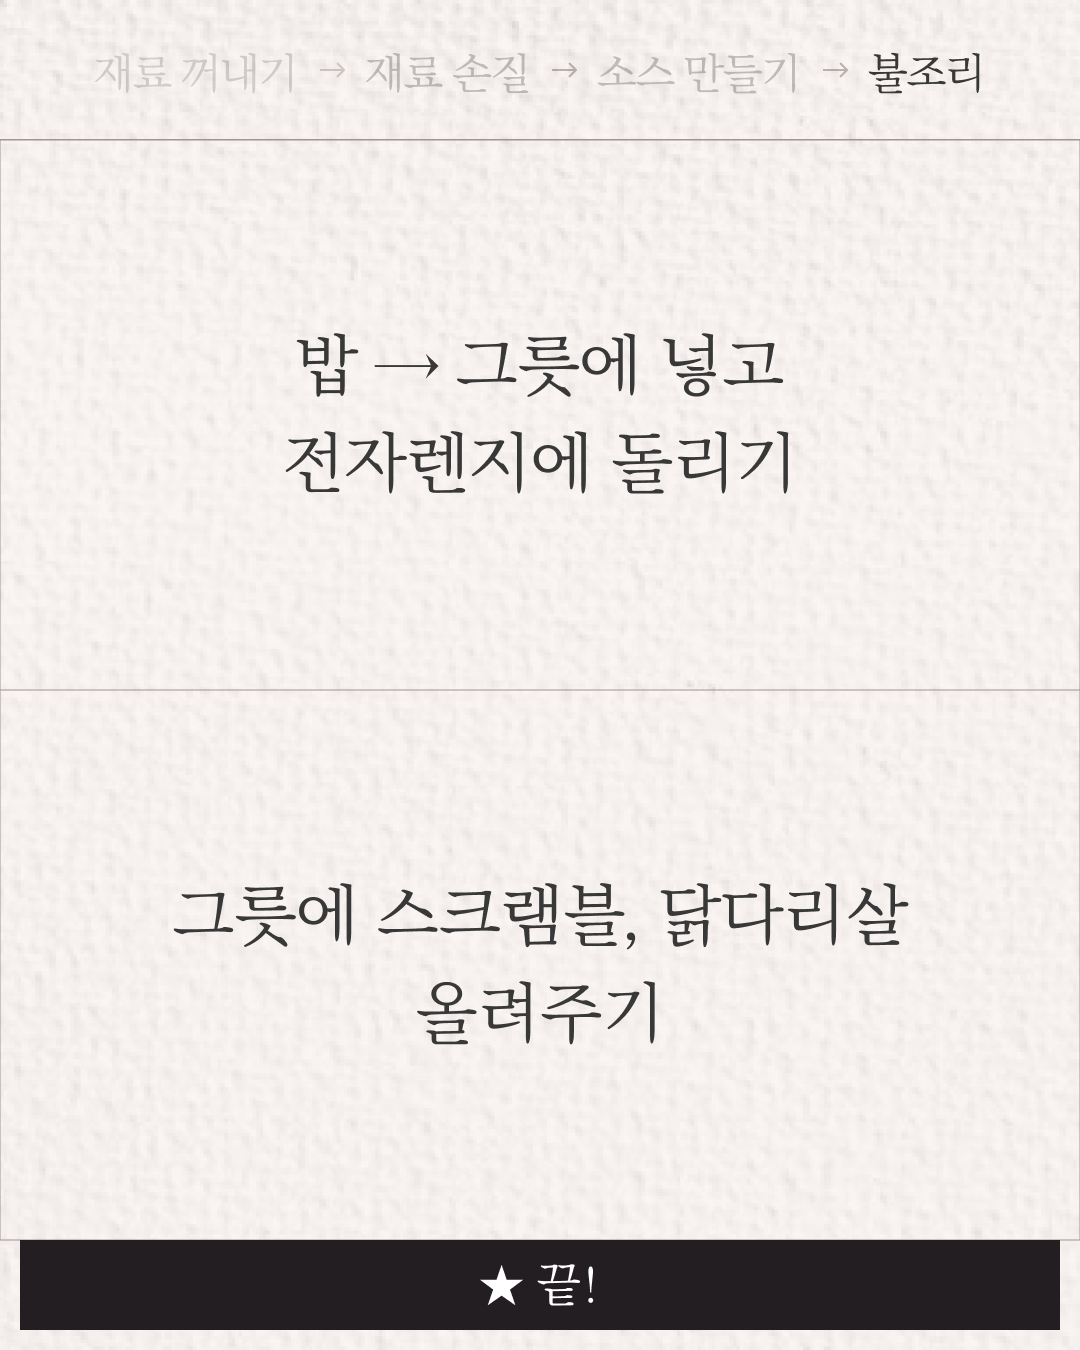 재료 꺼내기 → 재료 손질 → 소스 만들기 → 불조리
밥 → 그릇에 넣고
전자렌지에 돌리기
그릇에 스크램블, 닭다리살
올려주기
★ 끝!